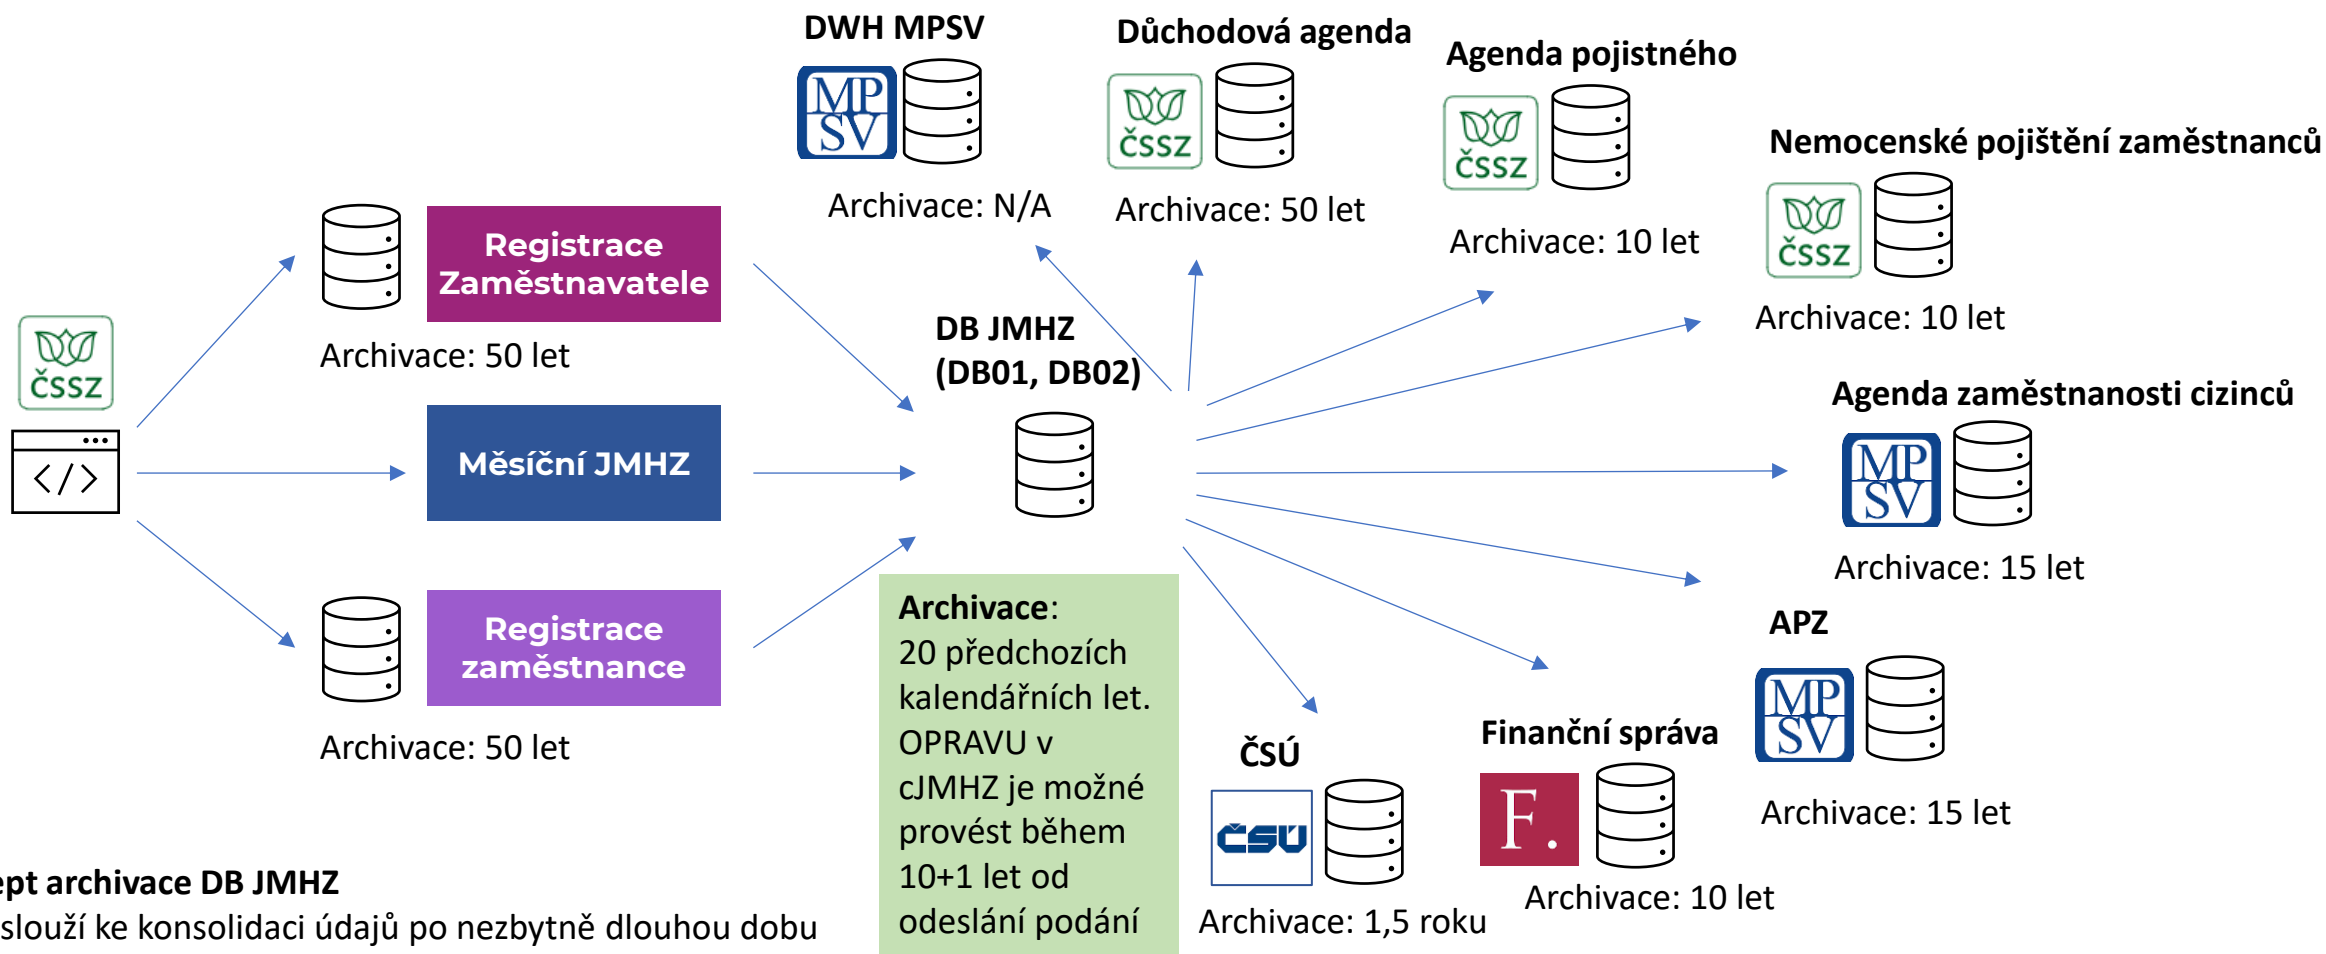 DWH MPSV
MP
SV
Archivace: N/A
Důchodová agenda
ČSSZ
Archivace: 50 let
Agenda pojistného
ČSSZ
Archivace: 10 let
Nemocenské pojištění zaměstnanců
ČSSZ
Archivace: 10 let
Registrace
Zaměstnavatele
Archivace: 50 let
ČSSZ
</>
Měsíční JMHZ
Registrace
zaměstnance
Archivace: 50 let
DB JMHZ
(DB01, DB02)
Archivace:
20 předchozích
kalendářních let.
OPRAVU v
cJMHZ je možné
provést během
10+1 let od
odeslání podání
Agenda zaměstnanosti cizinců
MP
SV
Archivace: 15 let
APZ
MP
SV
Archivace: 15 let
Finanční správa
F.
Archivace: 10 let
ČSÚ
ČSÚ
Archivace: 1,5 roku
ept archivace DB JMHZ
slouží ke konsolidaci údajů po nezbytně dlouhou dobu